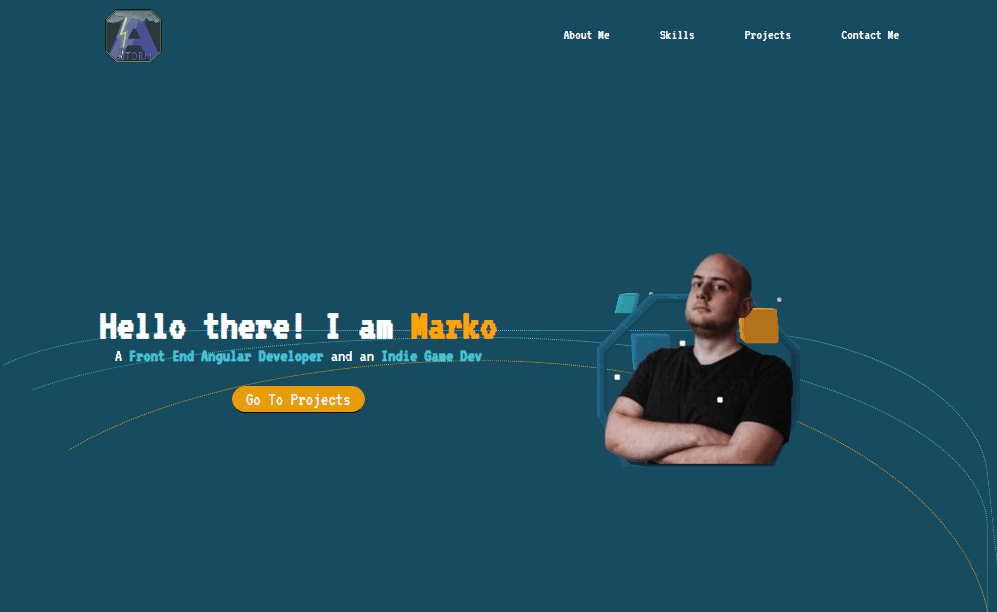 A
STORM
About Me
Skills
Projects
Contact Me
Hello there! I am Marko
A Front End Angular Developer and an Indie Game Dev
Go To Projects